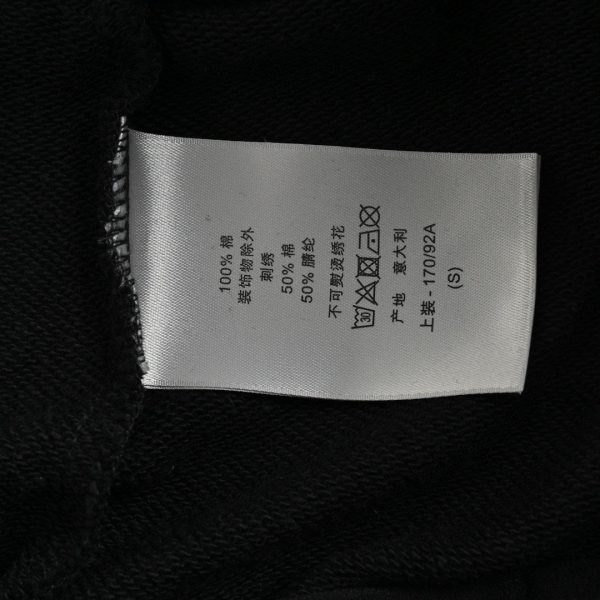 100% 棉
装饰物除外
刺绣
50% 棉
50% 腈纶
不可熨烫绣花
30
产地 意大利
上装 - 170/92A
(S)